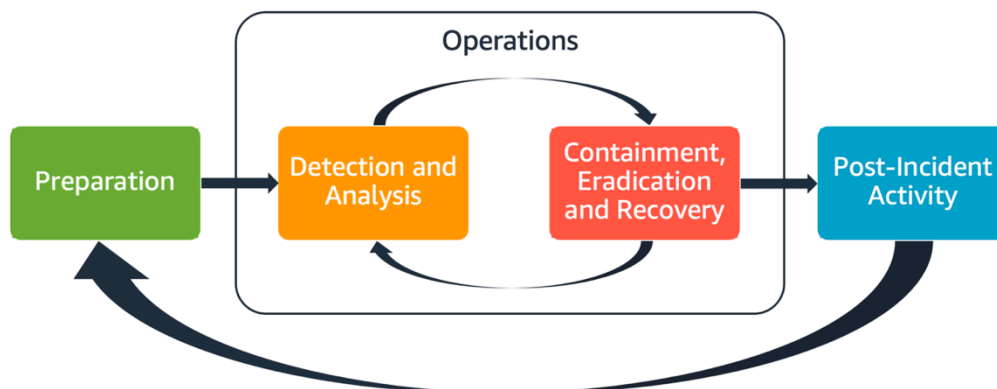 Operations
Preparation
Detection and
Analysis
Containment,
Eradication
and Recovery
Post-Incident
Activity